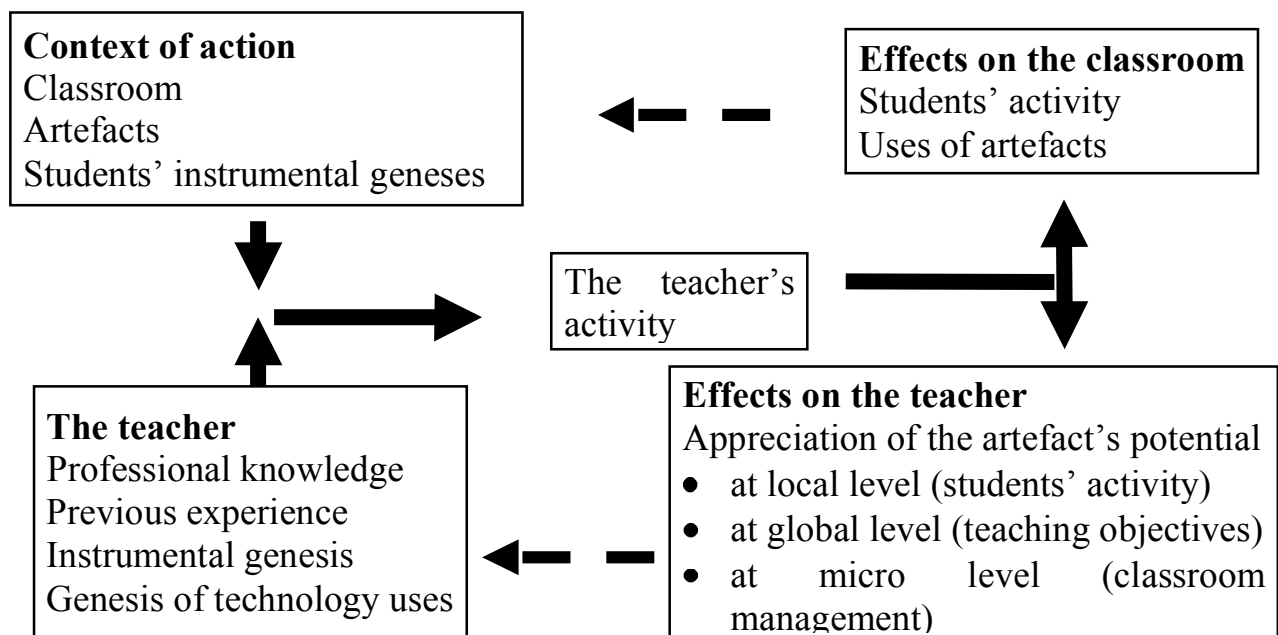 Context of action
Classroom
Artefacts
Students’ instrumental geneses
Effects on the classroom
Students’ activity
Uses of artefacts
The teacher’s
activity
The teacher
Professional knowledge
Previous experience
Instrumental genesis
Genesis of technology uses
Effects on the teacher
Appreciation of the artefact’s potential
• at local level (students’ activity)
• at global level (teaching objectives)
• at micro level (classroom
management)